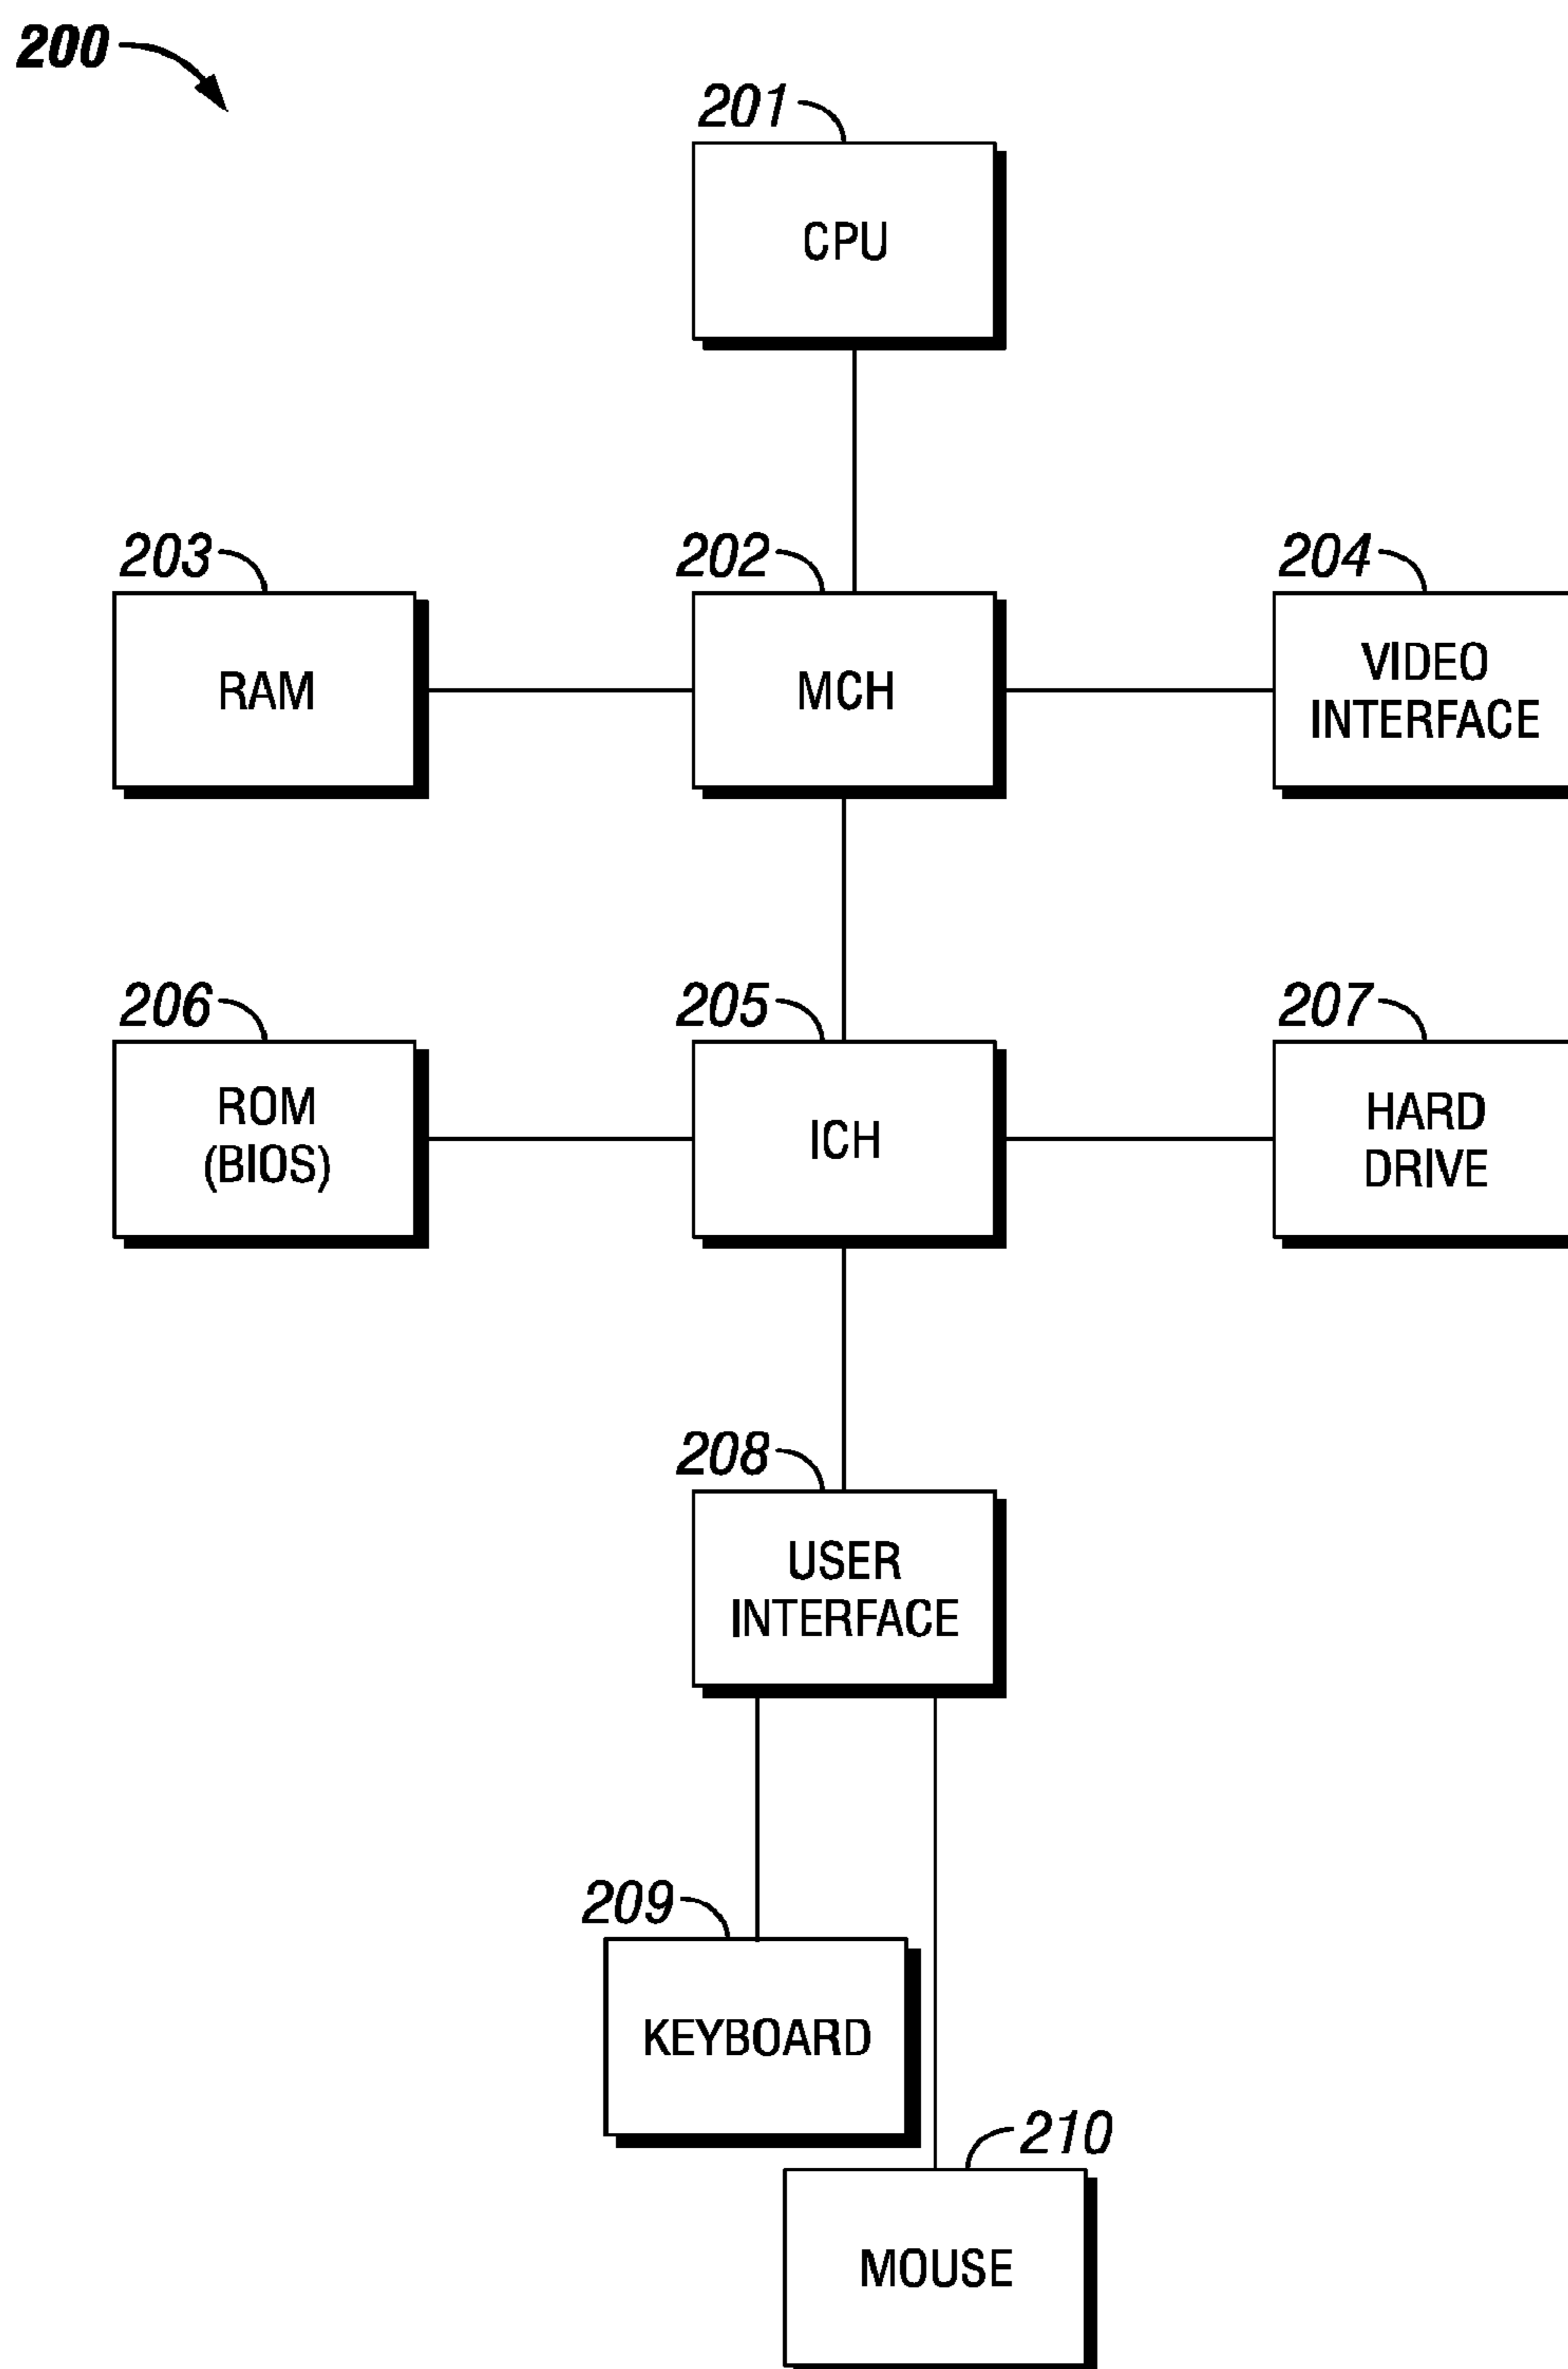 200
201
CPU
203
202
204
RAM
MCH
VIDEO
INTERFACE
206
205
207
ROM
(BIOS)
ICH
HARD
DRIVE
208
USER
INTERFACE
209
KEYBOARD
210
MOUSE